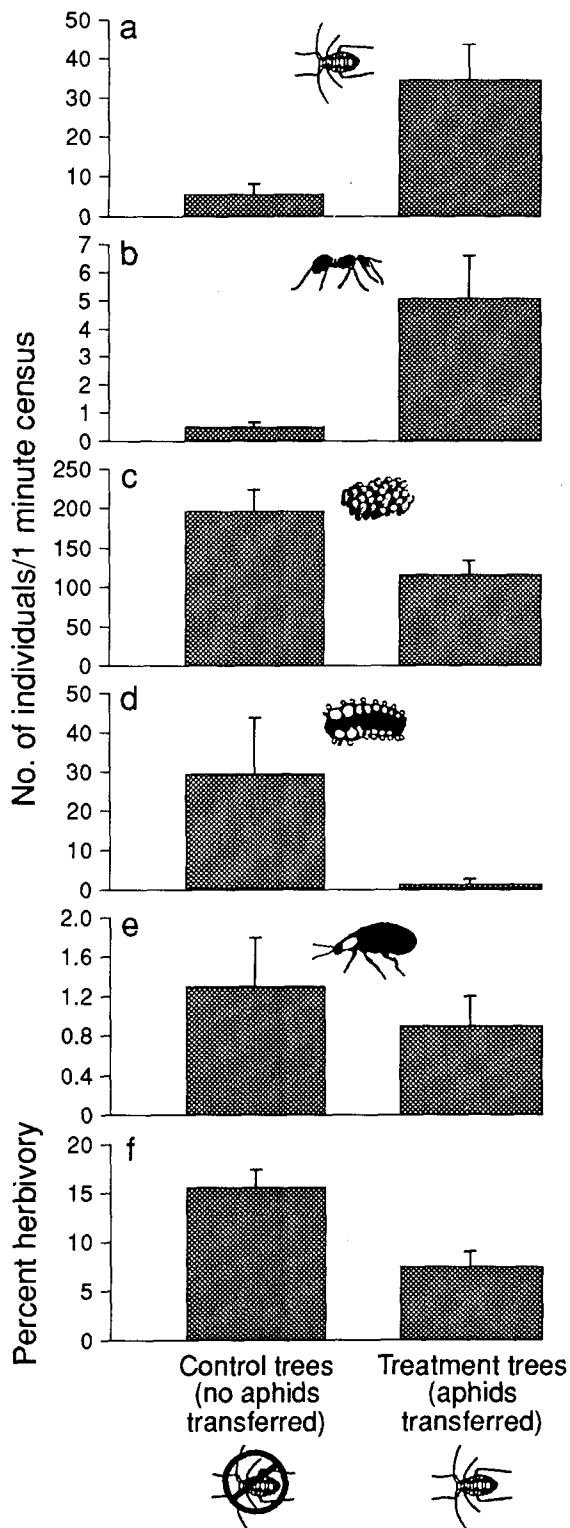 a
50
40
30
20
10
0
b
7
6
5
4
3
2
1
0
c
250
200
150
100
50
0
d
50
40
30
20
10
0
e
2.0
1.6
1.2
0.8
0.4
0
f
20
15
10
5
0
No. of individuals/1 minute census
Percent herbivory
Control trees
(no aphids
transferred)
Treatment trees
(aphids
transferred)